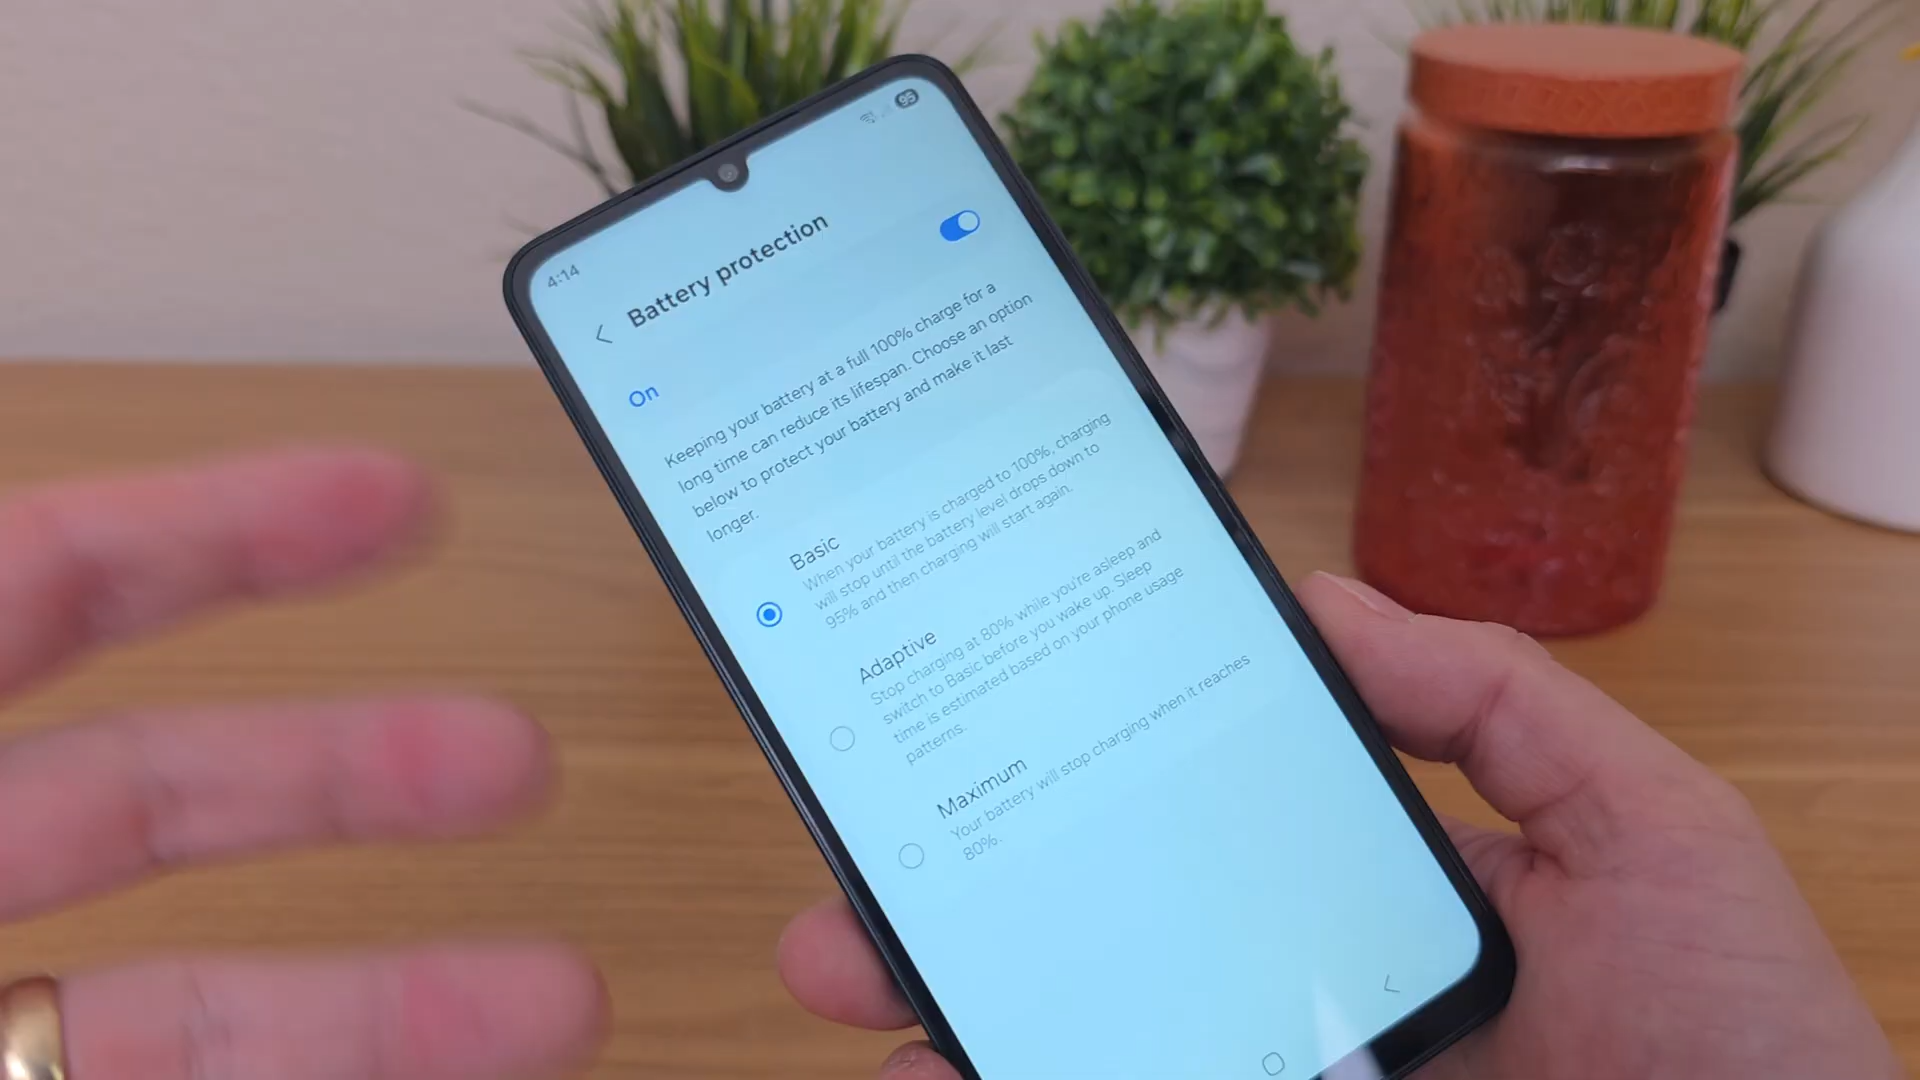 4:14
95
Battery protection
On
Keeping your battery at a full 100% charge for a
long time can reduce its lifespan. Choose an option
below to protect your battery and make it last
longer.
Basic
When your battery is charged to 100%, charging
will stop until the battery level drops down to
95% and then charging will start again.
Adaptive
Stop charging at 80% while you're asleep and
switch to Basic before you wake up. Sleep
time is estimated based on your phone usage
patterns.
Maximum
Your battery will stop charging when it reaches
80%.